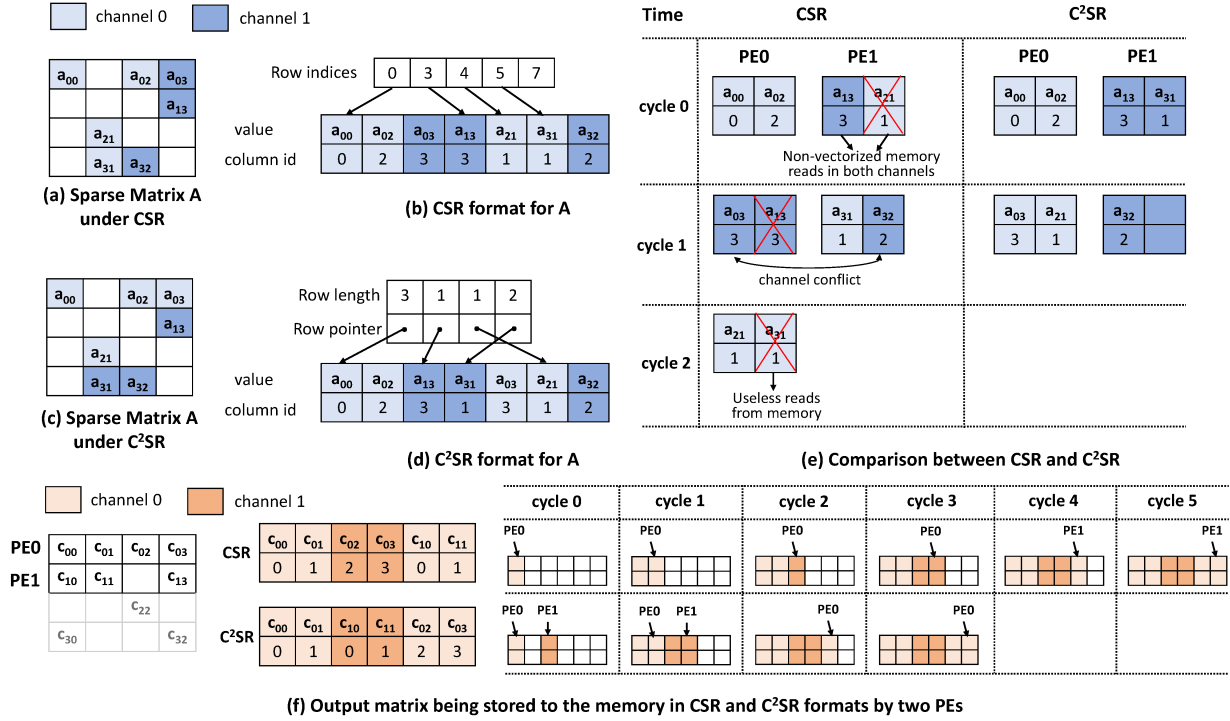 channel 0 channel 1
a00 a02 a03
a13
a21
a31 a32
(a) Sparse Matrix A
under CSR
Row indices 0 3 4 5 7
value a00 a02 a03 a13 a21 a31 a32
column id 0 2 3 3 1 1 2
(b) CSR format for A
a00 a02 a03
a13
a21
a31 a32
(c) Sparse Matrix A
under C²SR
Row length 3 1 1 2
Row pointer
value a00 a02 a13 a31 a03 a21 a32
column id 0 2 3 1 3 1 2
(d) C²SR format for A
Time CSR C²SR
PE0 PE1 PE0 PE1
cycle 0
a00 a02 a13 a21 a00 a02 a13 a31
0 2 3 1 0 2 3 1
Non-vectorized memory
reads in both channels
cycle 1
a03 a13 a31 a32 a03 a21 a32
3 3 1 2 3 1 2
channel conflict
cycle 2
a21 a31
1 1
Useless reads
from memory
(e) Comparison between CSR and C²SR
channel 0 channel 1
PE0 c00 c01 c02 c03
PE1 c10 c11 c13
c22
c30 c32
CSR c00 c01 c02 c03 c10 c11
0 1 2 3 0 1
C²SR c00 c01 c10 c11 c02 c03
0 1 0 1 2 3
cycle 0 cycle 1 cycle 2 cycle 3 cycle 4 cycle 5
PE0 PE0 PE0 PE0 PE1 PE1
PE0 PE1 PE0 PE1 PE0 PE0
(f) Output matrix being stored to the memory in CSR and C²SR formats by two PEs